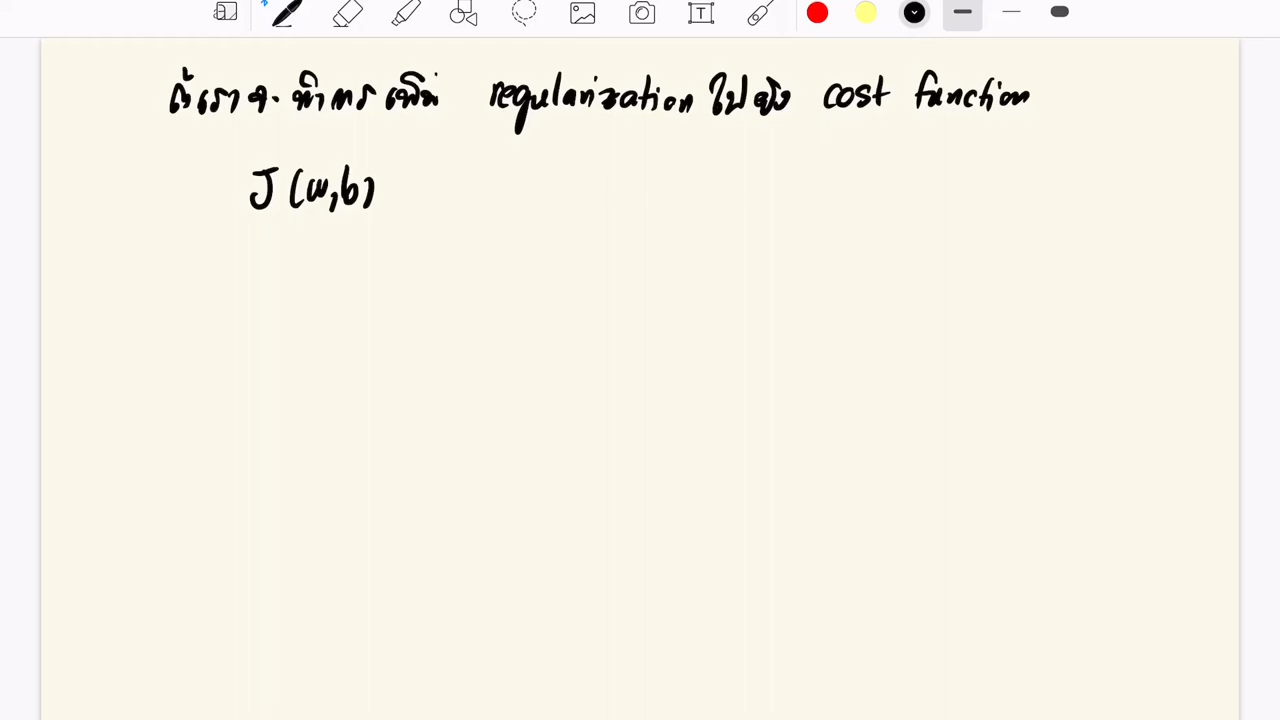 ถ้าเราจะทำการเพิ่ม regularization ไปยัง cost function
J(w,b)